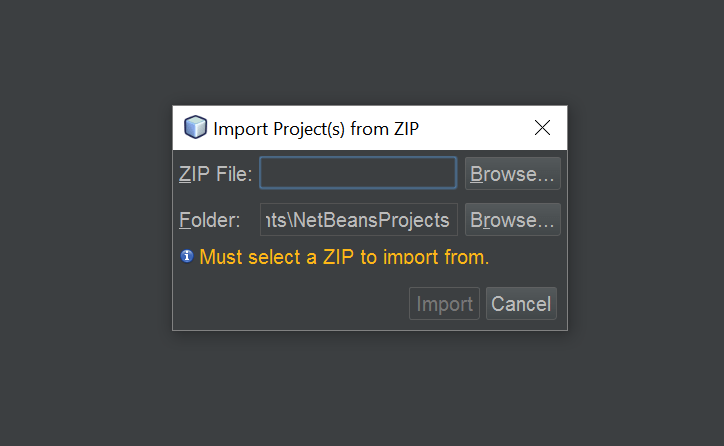 Import Project(s) from ZIP
ZIP File: Browse...
Folder: nts\NetBeansProjects Browse...
Must select a ZIP to import from.
Import Cancel